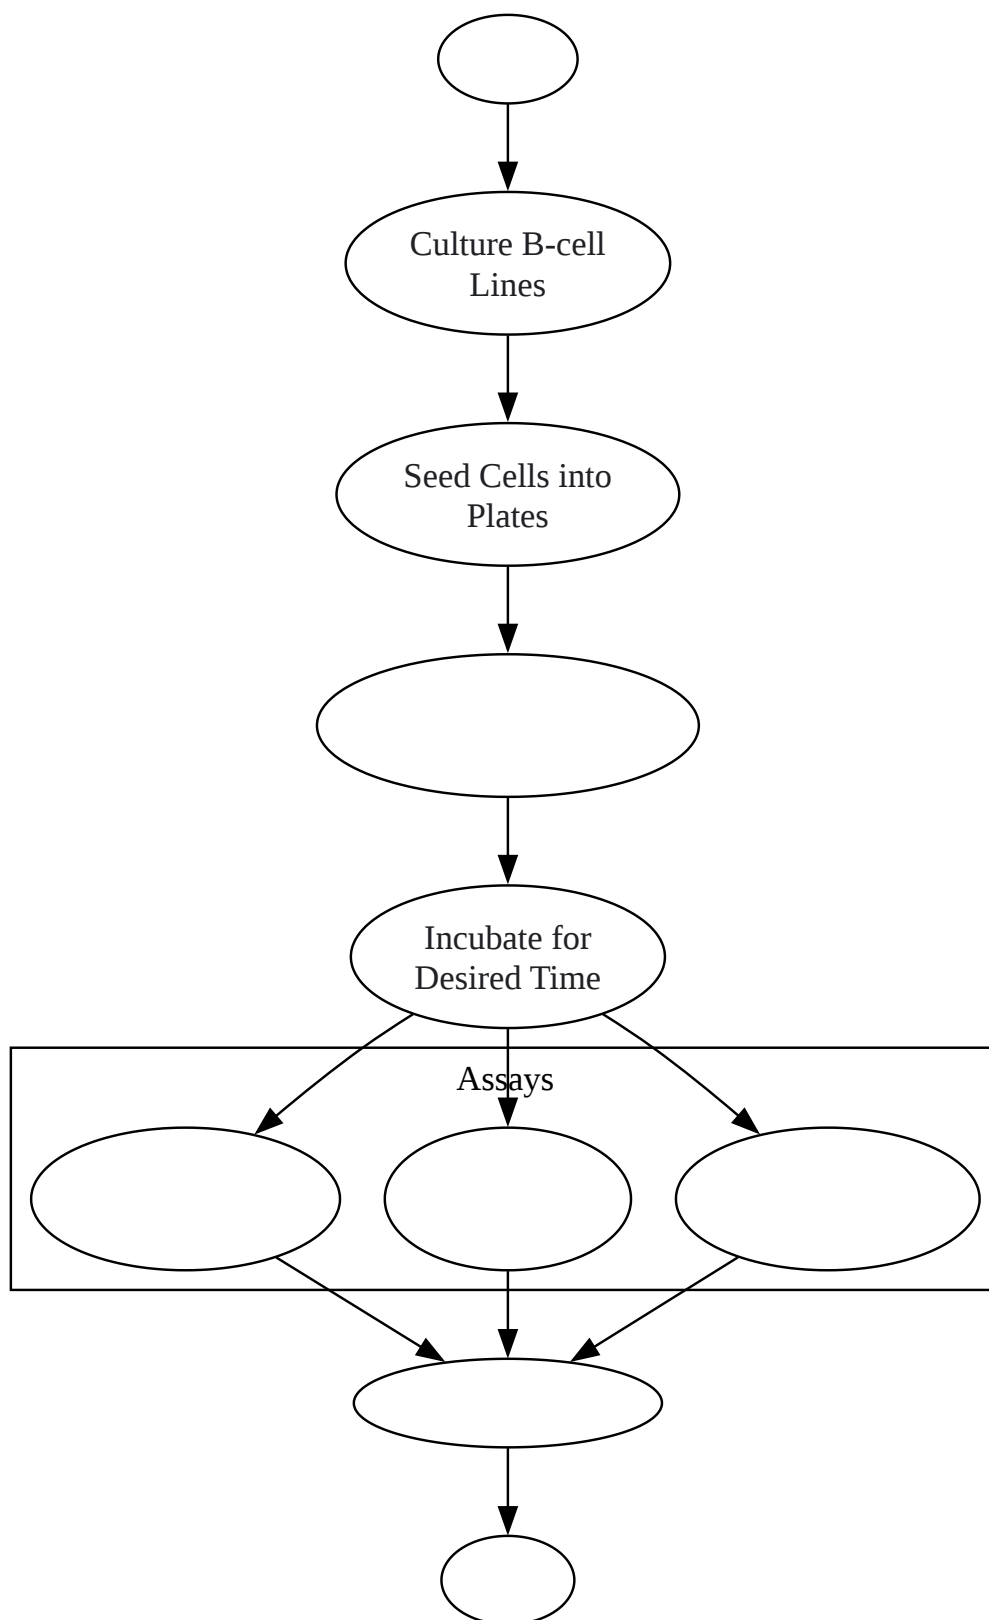 Culture B-cell
Lines
Seed Cells into
Plates
Incubate for
Desired Time
Assays